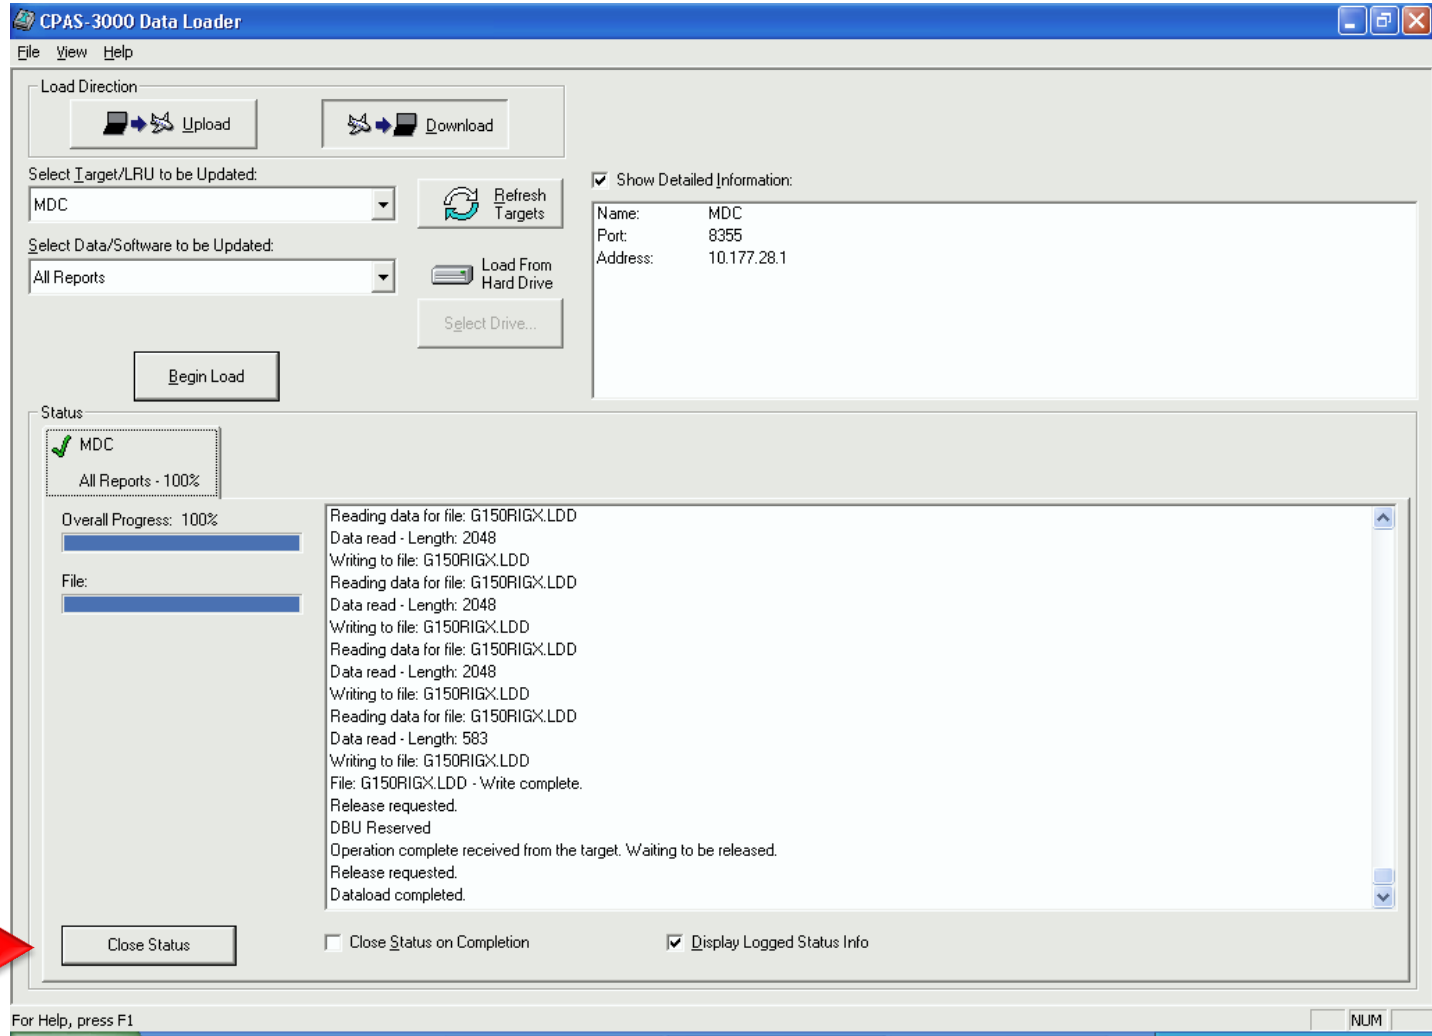 CPAS-3000 Data Loader
File View Help
Load Direction
Upload
Download
Select Target/LRU to be Updated:
MDC
Refresh
Targets
Select Data/Software to be Updated:
All Reports
Load From
Hard Drive
Select Drive...
Begin Load
Show Detailed Information:
Name: MDC
Port: 8355
Address: 10.177.28.1
Status
MDC
All Reports - 100%
Overall Progress: 100%
File:
Reading data for file: G150RIGX.LDD
Data read - Length: 2048
Writing to file: G150RIGX.LDD
Reading data for file: G150RIGX.LDD
Data read - Length: 2048
Writing to file: G150RIGX.LDD
Reading data for file: G150RIGX.LDD
Data read - Length: 2048
Writing to file: G150RIGX.LDD
Reading data for file: G150RIGX.LDD
Data read - Length: 583
Writing to file: G150RIGX.LDD
File: G150RIGX.LDD - Write complete.
Release requested.
DBU Reserved
Operation complete received from the target. Waiting to be released.
Release requested.
Dataload completed.
Close Status
Close Status on Completion
Display Logged Status Info
For Help, press F1
NUM